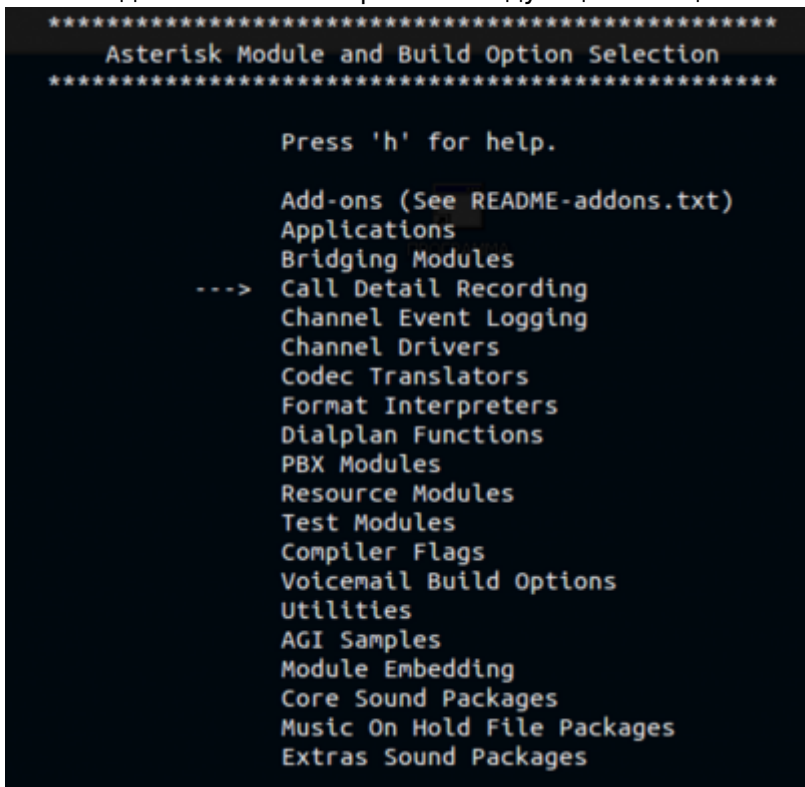 **************************************************
Asterisk Module and Build Option Selection
**************************************************
Press 'h' for help.
Add-ons (See README-addons.txt)
Applications
Bridging Modules
---> Call Detail Recording
Channel Event Logging
Channel Drivers
Codec Translators
Format Interpreters
Dialplan Functions
PBX Modules
Resource Modules
Test Modules
Compiler Flags
Voicemail Build Options
Utilities
AGI Samples
Module Embedding
Core Sound Packages
Music On Hold File Packages
Extras Sound Packages